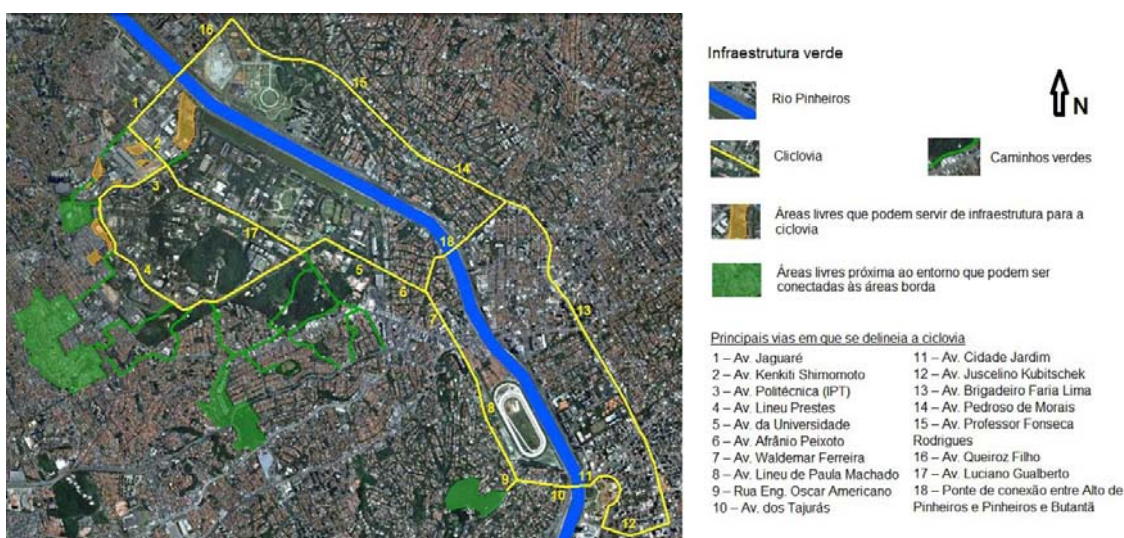 16
15
1
2
3
14
17
18
4
5
6
7
13
8
9
10
11
12
Infraestrutura verde
Rio Pinheiros
N
Cliclovia
Caminhos verdes
Áreas livres que podem servir de infraestrutura para a
ciclovia
Áreas livres próxima ao entorno que podem ser
conectadas às áreas borda
Principais vias em que se delineia a ciclovia
1 – Av. Jaguaré
2 – Av. Kenkiti Shimomoto
3 – Av. Politécnica (IPT)
4 – Av. Lineu Prestes
5 – Av. da Universidade
6 – Av. Afrânio Peixoto
7 – Av. Waldemar Ferreira
8 – Av. Lineu de Paula Machado
9 – Rua Eng. Oscar Americano
10 – Av. dos Tajurás
11 – Av. Cidade Jardim
12 – Av. Juscelino Kubitschek
13 – Av. Brigadeiro Faria Lima
14 – Av. Pedroso de Morais
15 – Av. Professor Fonseca
Rodrigues
16 – Av. Queiroz Filho
17 – Av. Luciano Gualberto
18 – Ponte de conexão entre Alto de
Pinheiros e Pinheiros e Butantã